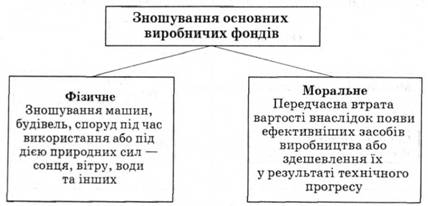 Зношування основних
виробничих фондів
Фізичне
Зношування машин,
будівель, споруд під час
використання або під
дією природних сил —
сонця, вітру, води
та інших
Моральне
Передчасна втрата
вартості внаслідок появи
ефективніших засобів
виробництва або
здешевлення їх
у результаті технічного
прогресу